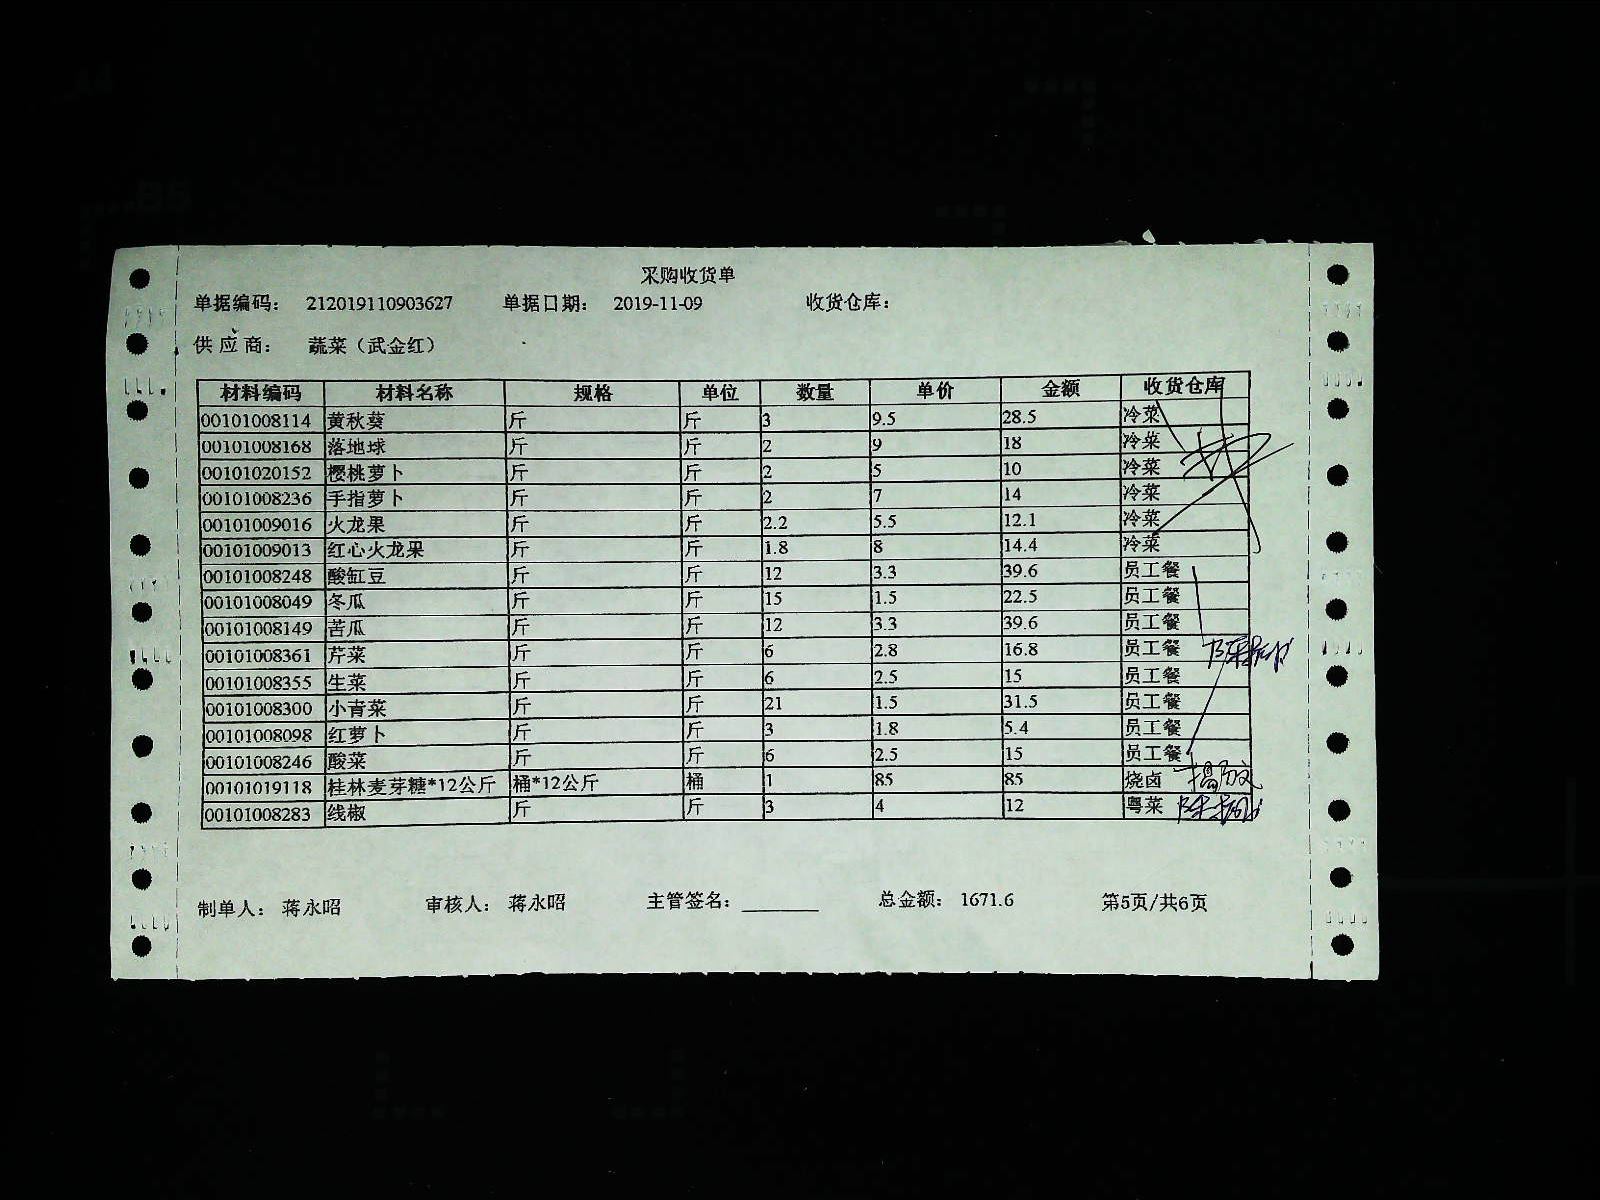 采购收货单
单据编码： 212019110903627 单据日期： 2019-11-09 收货仓库：
供应商： 蔬菜（武金红）
材料编码 材料名称 规格 单位 数量 单价 金额 收货仓库
00101008114 黄秋葵 斤 斤 3 9.5 28.5 冷菜
00101008168 落地球 斤 斤 2 9 18 冷菜
00101020152 樱桃萝卜 斤 斤 2 5 10 冷菜
00101008236 手指萝卜 斤 斤 2 7 14 冷菜
00101009016 火龙果 斤 斤 2.2 5.5 12.1 冷菜
00101009013 红心火龙果 斤 斤 1.8 8 14.4 冷菜
00101008248 酸缸豆 斤 斤 12 3.3 39.6 员工餐
00101008049 冬瓜 斤 斤 15 1.5 22.5 员工餐
00101008149 苦瓜 斤 斤 12 3.3 39.6 员工餐
00101008361 芹菜 斤 斤 6 2.8 16.8 员工餐
00101008355 生菜 斤 斤 6 2.5 15 员工餐
00101008300 小青菜 斤 斤 21 1.5 31.5 员工餐
00101008098 红萝卜 斤 斤 3 1.8 5.4 员工餐
00101008246 酸菜 斤 斤 6 2.5 15 员工餐
00101019118 桂林麦芽糖*12公斤 桶*12公斤 桶 1 85 85 烧卤
00101008283 线椒 斤 斤 3 4 12 粤菜
制单人： 蒋永昭 审核人： 蒋永昭 主管签名：________ 总金额： 1671.6 第5页/共6页